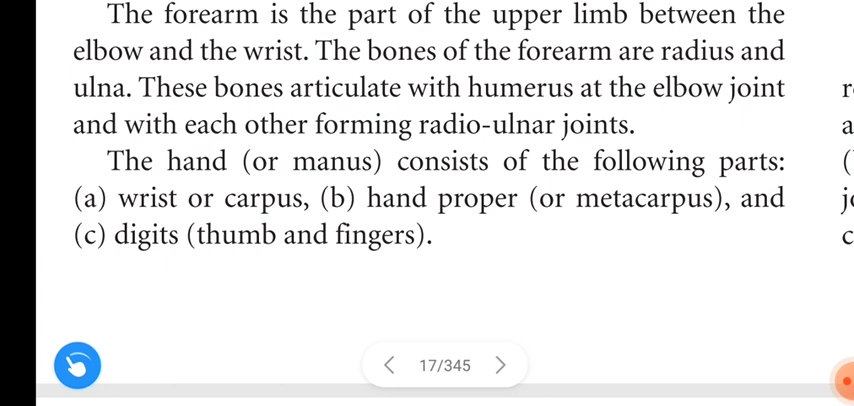 The forearm is the part of the upper limb between the
elbow and the wrist. The bones of the forearm are radius and
ulna. These bones articulate with humerus at the elbow joint
and with each other forming radio-ulnar joints.
The hand (or manus) consists of the following parts:
(a) wrist or carpus, (b) hand proper (or metacarpus), and
(c) digits (thumb and fingers).
17/345